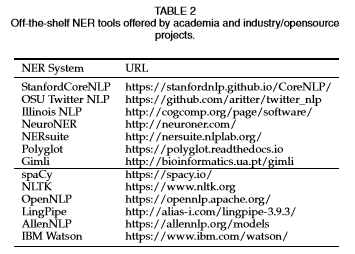 TABLE 2
Off-the-shelf NER tools offered by academia and industry/opensource
projects.
NER System URL
StanfordCoreNLP https://stanfordnlp.github.io/CoreNLP/
OSU Twitter NLP https://github.com/aritter/twitter_nlp
Illinois NLP http://cogcomp.org/page/software/
NeuroNER http://neuroner.com/
NERsuite http://nersuite.nlplab.org/
Polyglot https://polyglot.readthedocs.io
Gimli http://bioinformatics.ua.pt/gimli
spaCy https://spacy.io/
NLTK https://www.nltk.org
OpenNLP https://opennlp.apache.org/
LingPipe http://alias-i.com/lingpipe-3.9.3/
AllenNLP https://allennlp.org/models
IBM Watson https://www.ibm.com/watson/